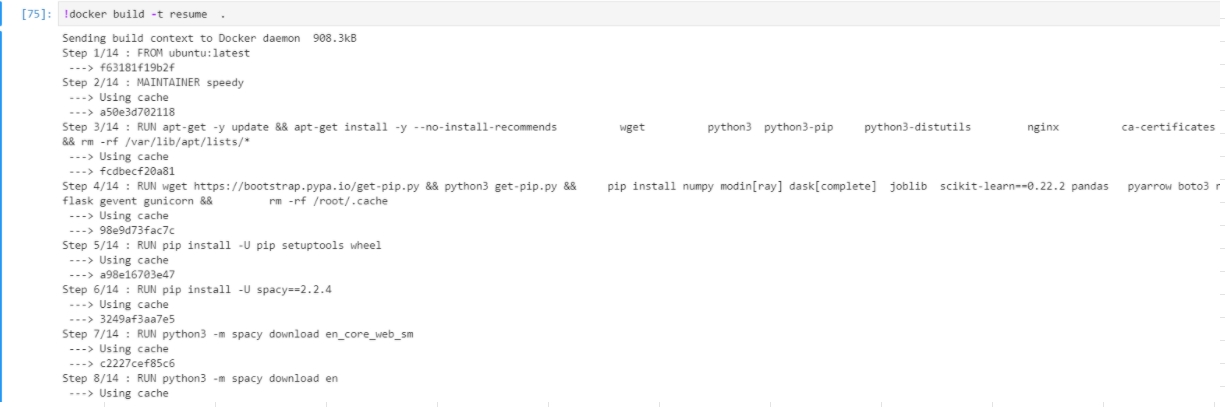 [75]: !docker build -t resume .
Sending build context to Docker daemon 908.3kB
Step 1/14 : FROM ubuntu:latest
---> f63181f19b2f
Step 2/14 : MAINTAINER speedy
---> Using cache
---> a50e3d702118
Step 3/14 : RUN apt-get -y update && apt-get install -y --no-install-recommends wget python3 python3-pip python3-distutils nginx ca-certificates
&& rm -rf /var/lib/apt/lists/*
---> Using cache
---> fcdbecf20a81
Step 4/14 : RUN wget https://bootstrap.pypa.io/get-pip.py && python3 get-pip.py && pip install numpy modin[ray] dask[complete] joblib scikit-learn==0.22.2 pandas pyarrow boto3
flask gevent gunicorn && rm -rf /root/.cache
---> Using cache
---> 98e9d73fac7c
Step 5/14 : RUN pip install -U pip setuptools wheel
---> Using cache
---> a98e16703e47
Step 6/14 : RUN pip install -U spacy==2.2.4
---> Using cache
---> 3249af3aa7e5
Step 7/14 : RUN python3 -m spacy download en_core_web_sm
---> Using cache
---> c2227cef85c6
Step 8/14 : RUN python3 -m spacy download en
---> Using cache